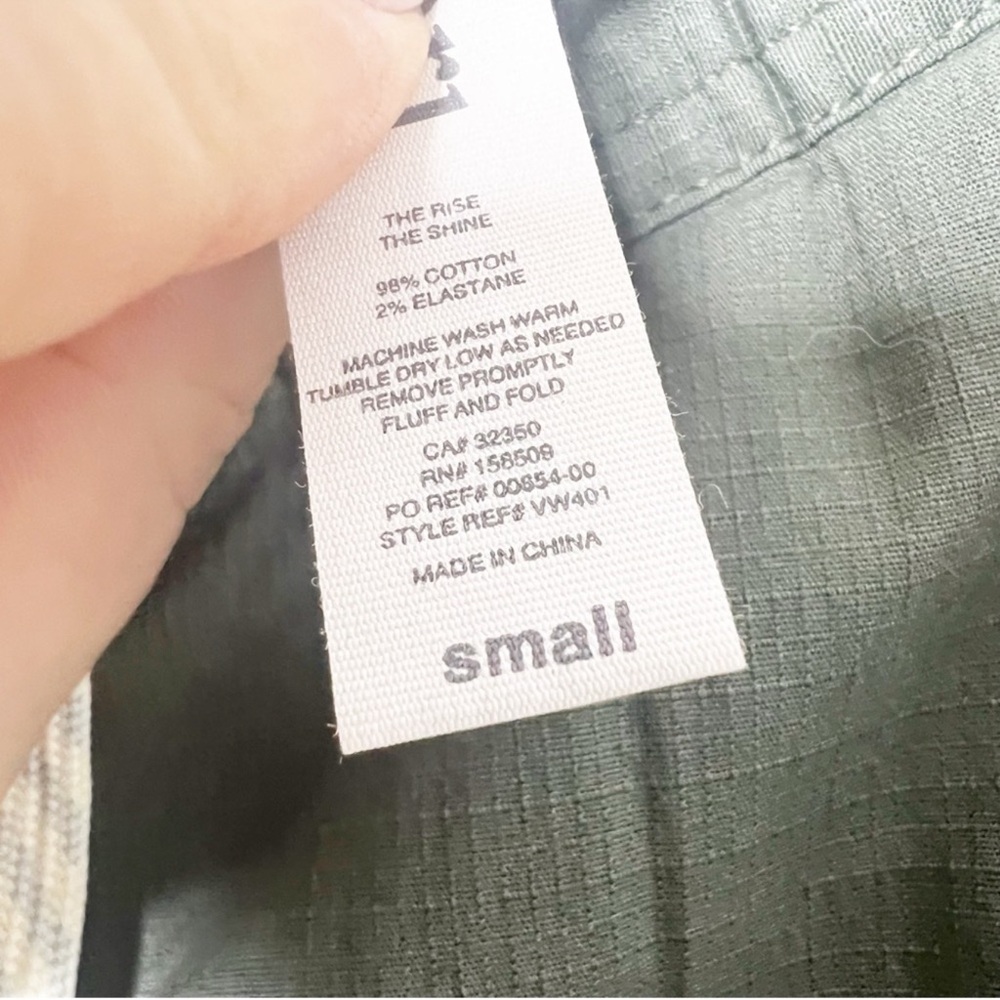 THE RISE
THE SHINE
98% COTTON
2% ELASTANE
MACHINE WASH WARM
TUMBLE DRY LOW AS NEEDED
REMOVE PROMPTLY
FLUFF AND FOLD
CA# 32350
RN# 158509
PO REF# 00654-00
STYLE REF# VW401
MADE IN CHINA
small